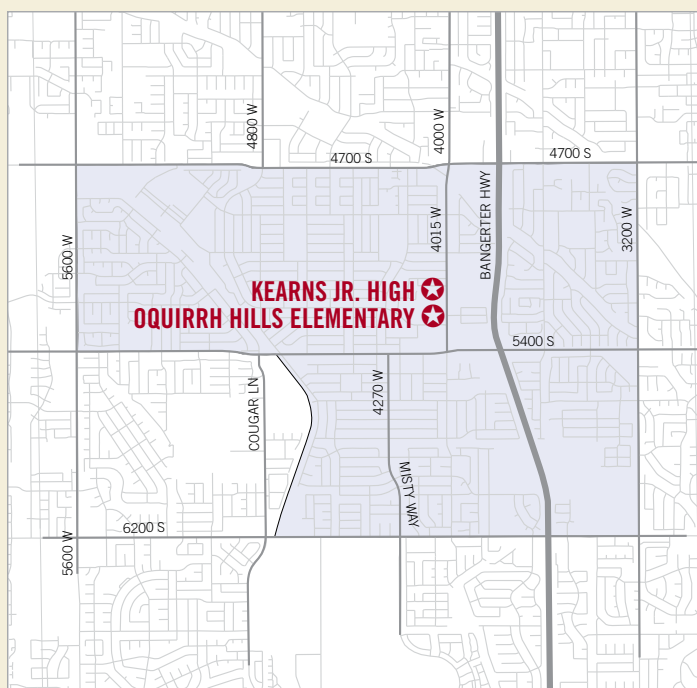 4800 W
4000 W
4700 S
4700 S
5600 W
4015 W
BANGERTER HWY
3200 W
KEARNS JR. HIGH
OQUIRRH HILLS ELEMENTARY
5400 S
COUGAR LN
4270 W
MISTY WAY
6200 S
5600 W